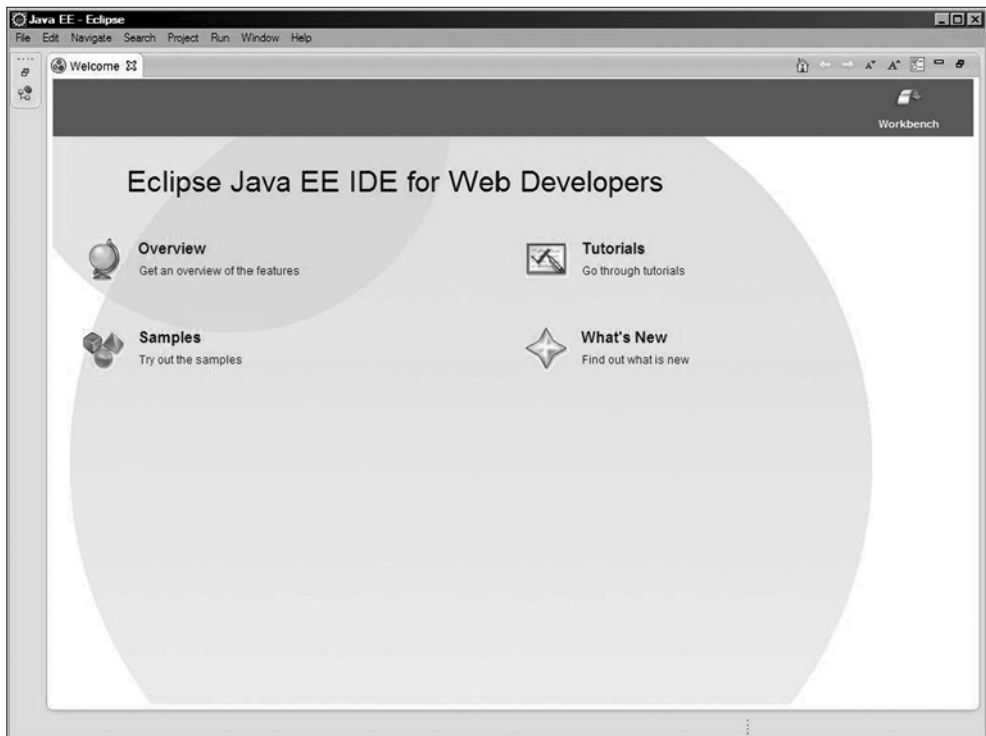 Java EE - Eclipse
File Edit Navigate Search Project Run Window Help
Welcome
Workbench
Eclipse Java EE IDE for Web Developers
Overview
Get an overview of the features
Tutorials
Go through tutorials
Samples
Try out the samples
What's New
Find out what is new